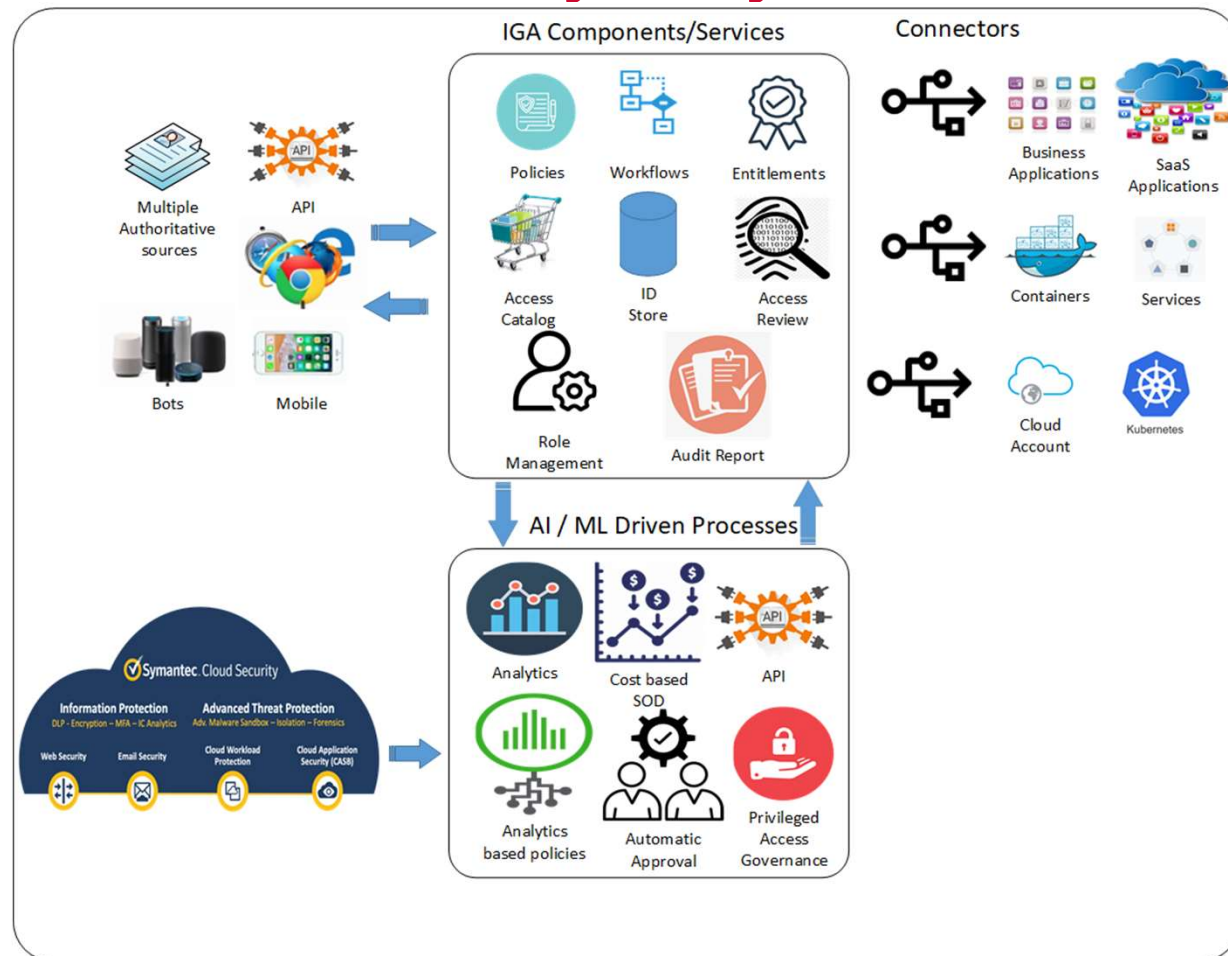 IGA Components/Services
Connectors
Policies
Workflows
Entitlements
Access
Catalog
ID
Store
Access
Review
Role
Management
Audit Report
Multiple
Authoritative
sources
API
API
Bots
Mobile
Business
Applications
SaaS
Applications
Containers
Services
Cloud
Account
Kubernetes
AI / ML Driven Processes
Analytics
Cost based
SOD
API
API
Analytics
based policies
Automatic
Approval
Privileged
Access
Governance
Symantec. Cloud Security
Information Protection
DLP - Encryption – MFA – IC Analytics
Advanced Threat Protection
Adv. Malware Sandbox – Isolation – Forensics
Web Security
Email Security
Cloud Workload
Protection
Cloud Application
Security (CASB)